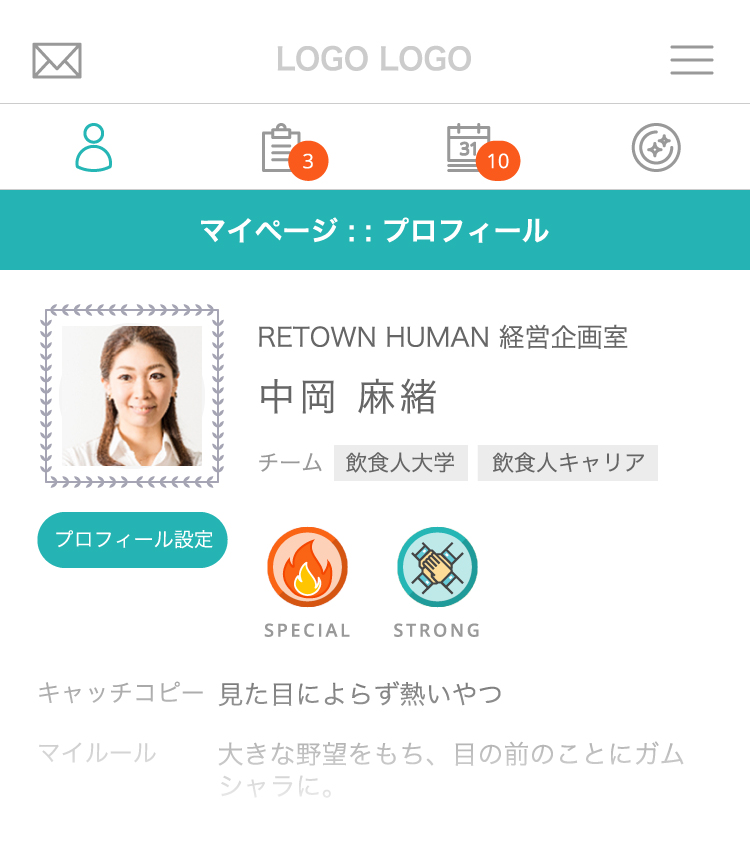 LOGO LOGO
3
31
10
マイページ : : プロフィール
RETOWN HUMAN 経営企画室
中岡 麻緒
チーム 飲食人大学 飲食人キャリア
プロフィール設定
SPECIAL STRONG
キャッチコピー 見た目によらず熱いやつ
マイルール 大きな野望をもち、目の前のことにガム
シャラに。